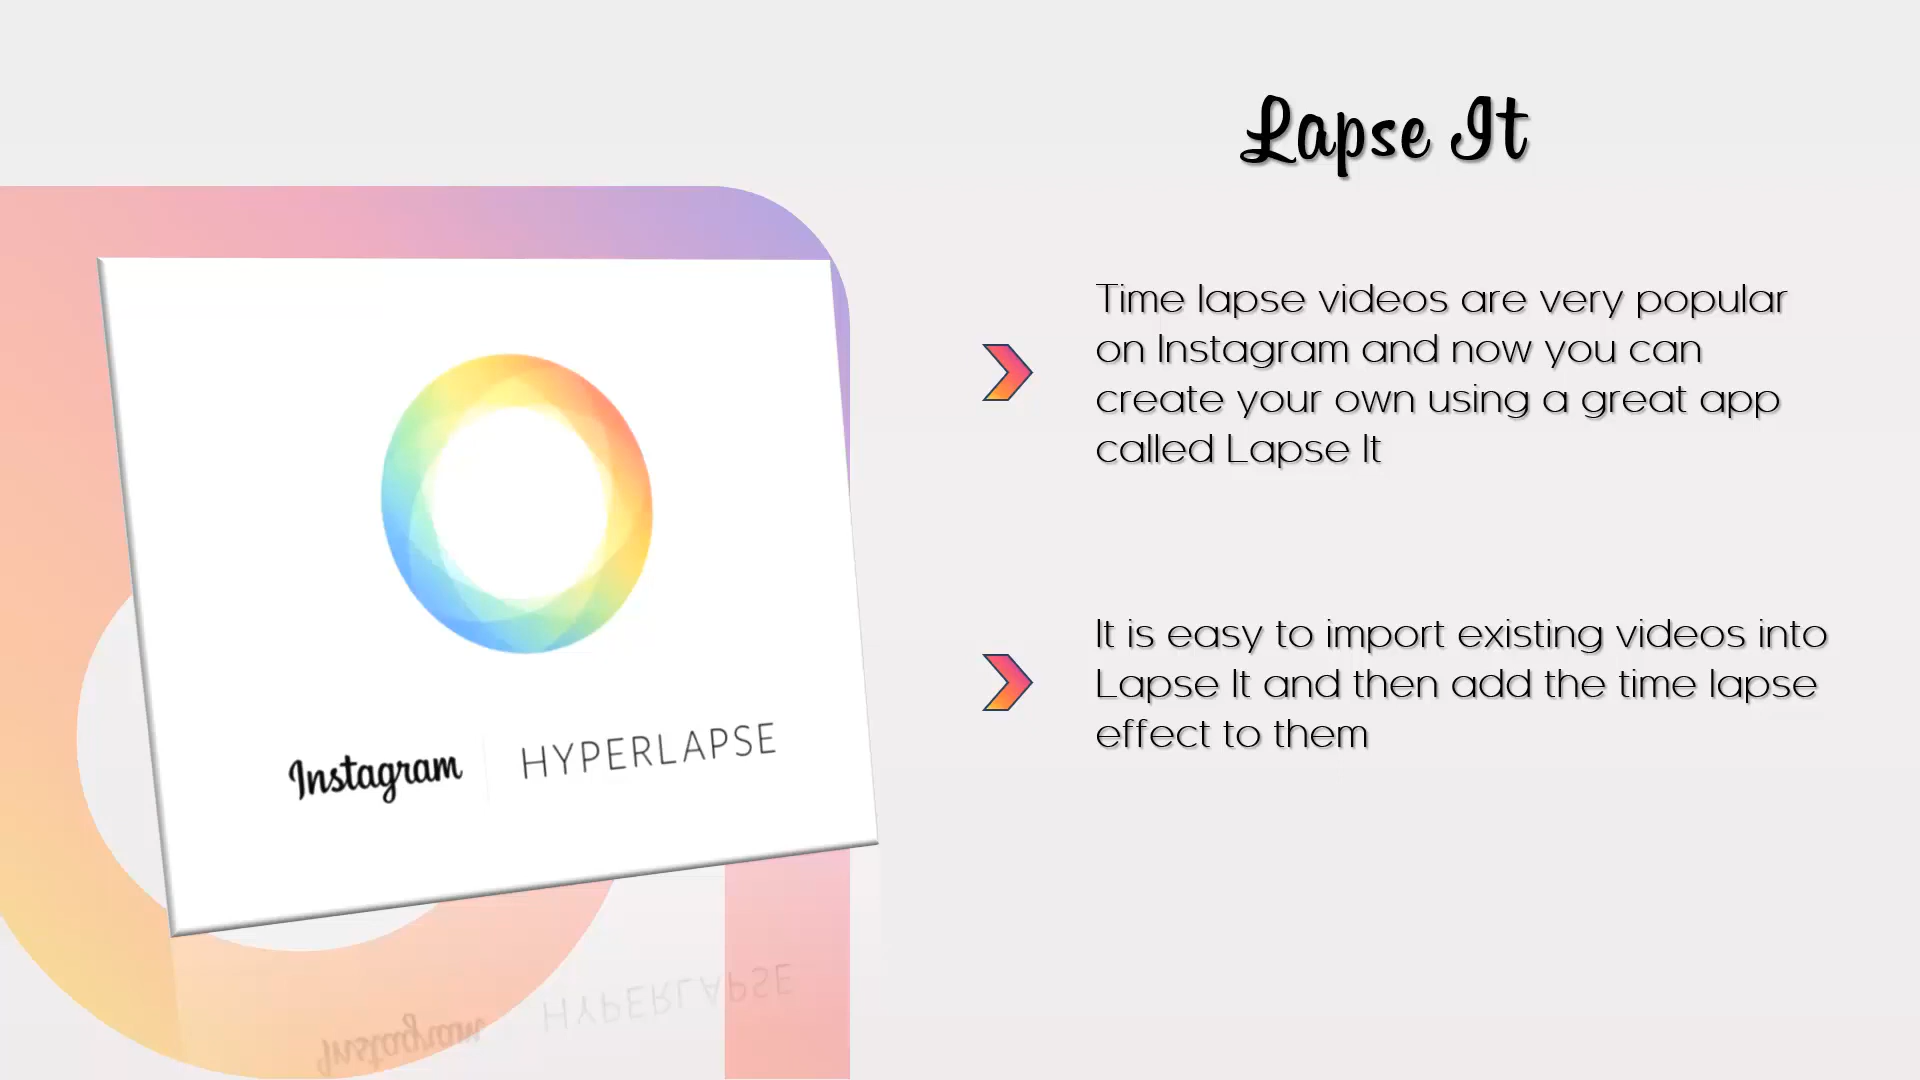 Lapse It
Time lapse videos are very popular
on Instagram and now you can
create your own using a great app
called Lapse It
It is easy to import existing videos into
Lapse It and then add the time lapse
effect to them
Instagram | HYPERLAPSE